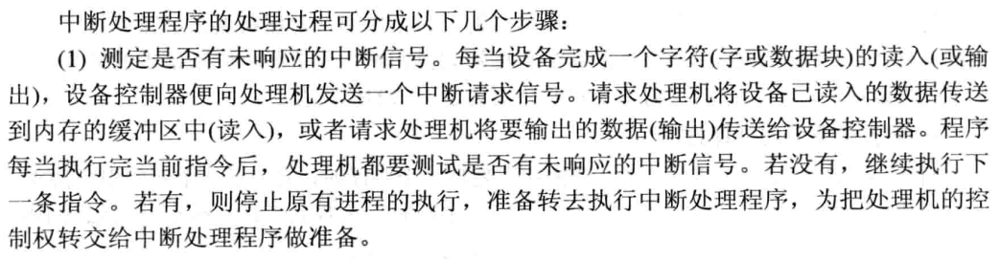 中断处理程序的处理过程可分成以下几个步骤：
(1) 测定是否有未响应的中断信号。每当设备完成一个字符(字或数据块)的读入(或输
出)，设备控制器便向处理机发送一个中断请求信号。请求处理机将设备已读入的数据传送
到内存的缓冲区中(读入)，或者请求处理机将要输出的数据(输出)传送给设备控制器。程序
每当执行完当前指令后，处理机都要测试是否有未响应的中断信号。若没有，继续执行下
一条指令。若有，则停止原有进程的执行，准备转去执行中断处理程序，为把处理机的控
制权转交给中断处理程序做准备。